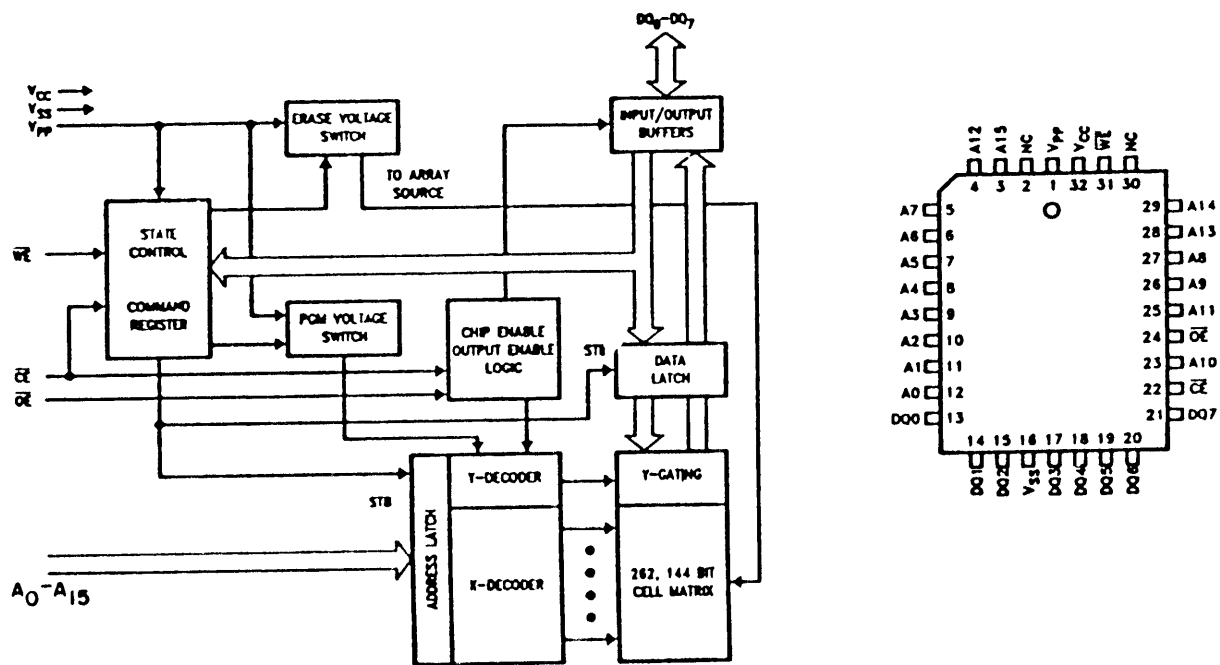 DQ0-DQ7
VCC
VSS
VPP
ERASE VOLTAGE
SWITCH
INPUT/OUTPUT
BUFFERS
TO ARRAY
SOURCE
STATE
CONTROL
COMMAND
REGISTER
WE
PGM VOLTAGE
SWITCH
CHIP ENABLE
OUTPUT ENABLE
LOGIC
STB
DATA
LATCH
CE
OE
STB
ADDRESS LATCH
Y-DECODER
Y-GATING
X-DECODER
262, 144 BIT
CELL MATRIX
A0-A15
A12
A15
NC
VPP
VCC
WE
NC
4
3
2
1
32
31
30
A7 5
A6 6
A5 7
A4 8
A3 9
A2 10
A1 11
A0 12
DQ0 13
29 A14
28 A13
27 A8
26 A9
25 A11
24 OE
23 A10
22 CE
21 DQ7
14
15
16
17
18
19
20
DQ1
DQ2
VSS
DQ3
DQ4
DQ5
DQ6